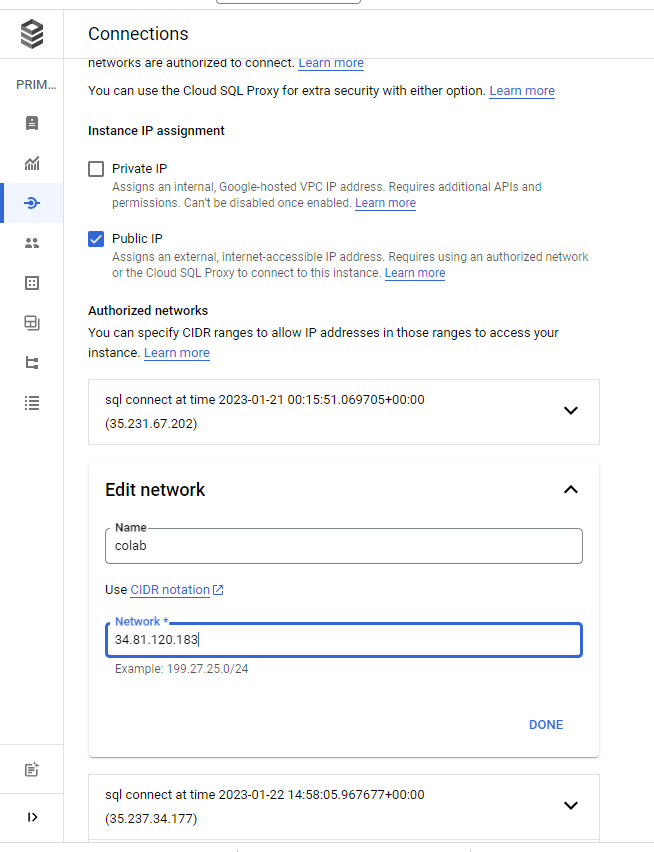 Connections
PRIM...
networks are authorized to connect. Learn more
You can use the Cloud SQL Proxy for extra security with either option. Learn more
Instance IP assignment
Private IP
Assigns an internal, Google-hosted VPC IP address. Requires additional APIs and
permissions. Can't be disabled once enabled. Learn more
Public IP
Assigns an external, internet-accessible IP address. Requires using an authorized network
or the Cloud SQL Proxy to connect to this instance. Learn more
Authorized networks
You can specify CIDR ranges to allow IP addresses in those ranges to access your
instance. Learn more
sql connect at time 2023-01-21 00:15:51.069705+00:00
(35.231.67.202)
Edit network
Name
colab
Use CIDR notation
Network *
34.81.120.183
Example: 199.27.25.0/24
DONE
sql connect at time 2023-01-22 14:58:05.967677+00:00
(35.237.34.177)